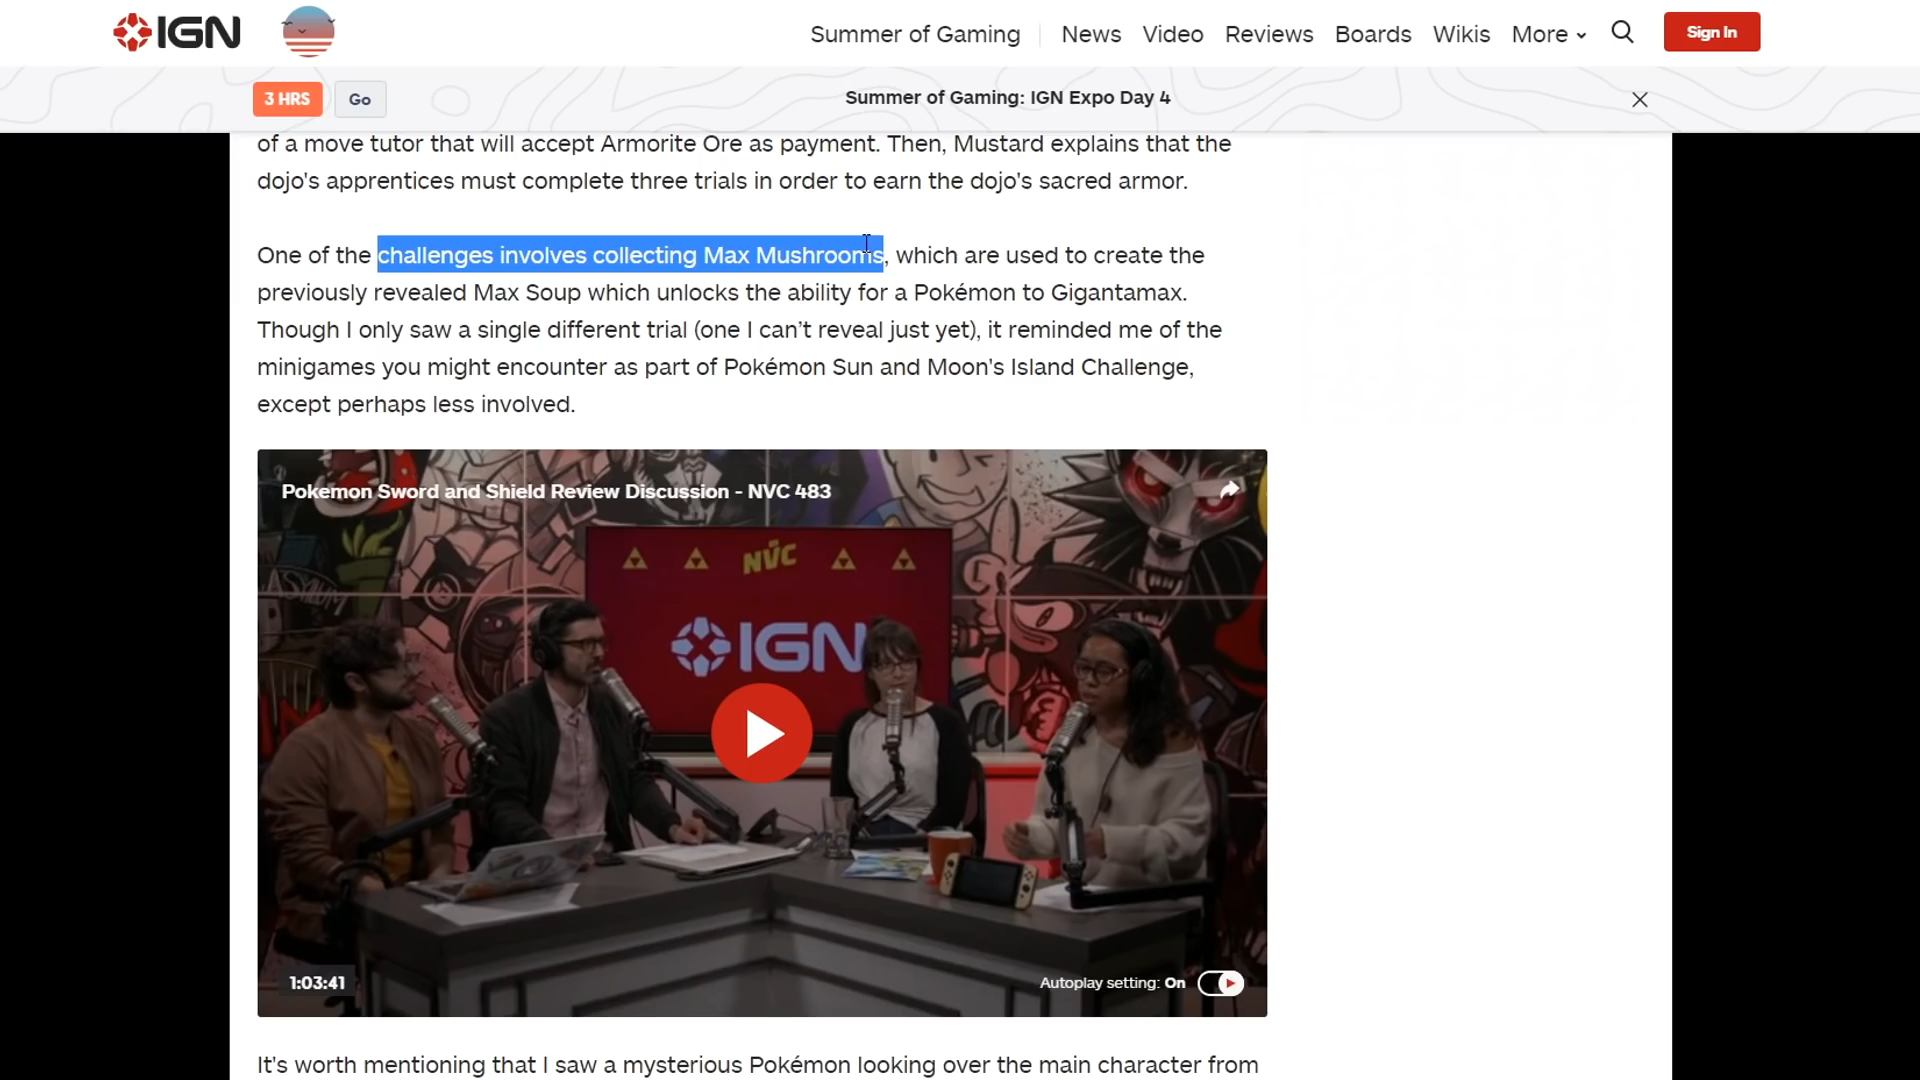 IGN
Summer of Gaming
News
Video
Reviews
Boards
Wikis
More
Sign In
3 HRS
Go
Summer of Gaming: IGN Expo Day 4
of a move tutor that will accept Armorite Ore as payment. Then, Mustard explains that the
dojo's apprentices must complete three trials in order to earn the dojo's sacred armor.
One of the challenges involves collecting Max Mushrooms, which are used to create the
previously revealed Max Soup which unlocks the ability for a Pokémon to Gigantamax.
Though I only saw a single different trial (one I can’t reveal just yet), it reminded me of the
minigames you might encounter as part of Pokémon Sun and Moon's Island Challenge,
except perhaps less involved.
Pokemon Sword and Shield Review Discussion - NVC 483
NVC
IGN
1:03:41
Autoplay setting: On
It's worth mentioning that I saw a mysterious Pokémon looking over the main character from